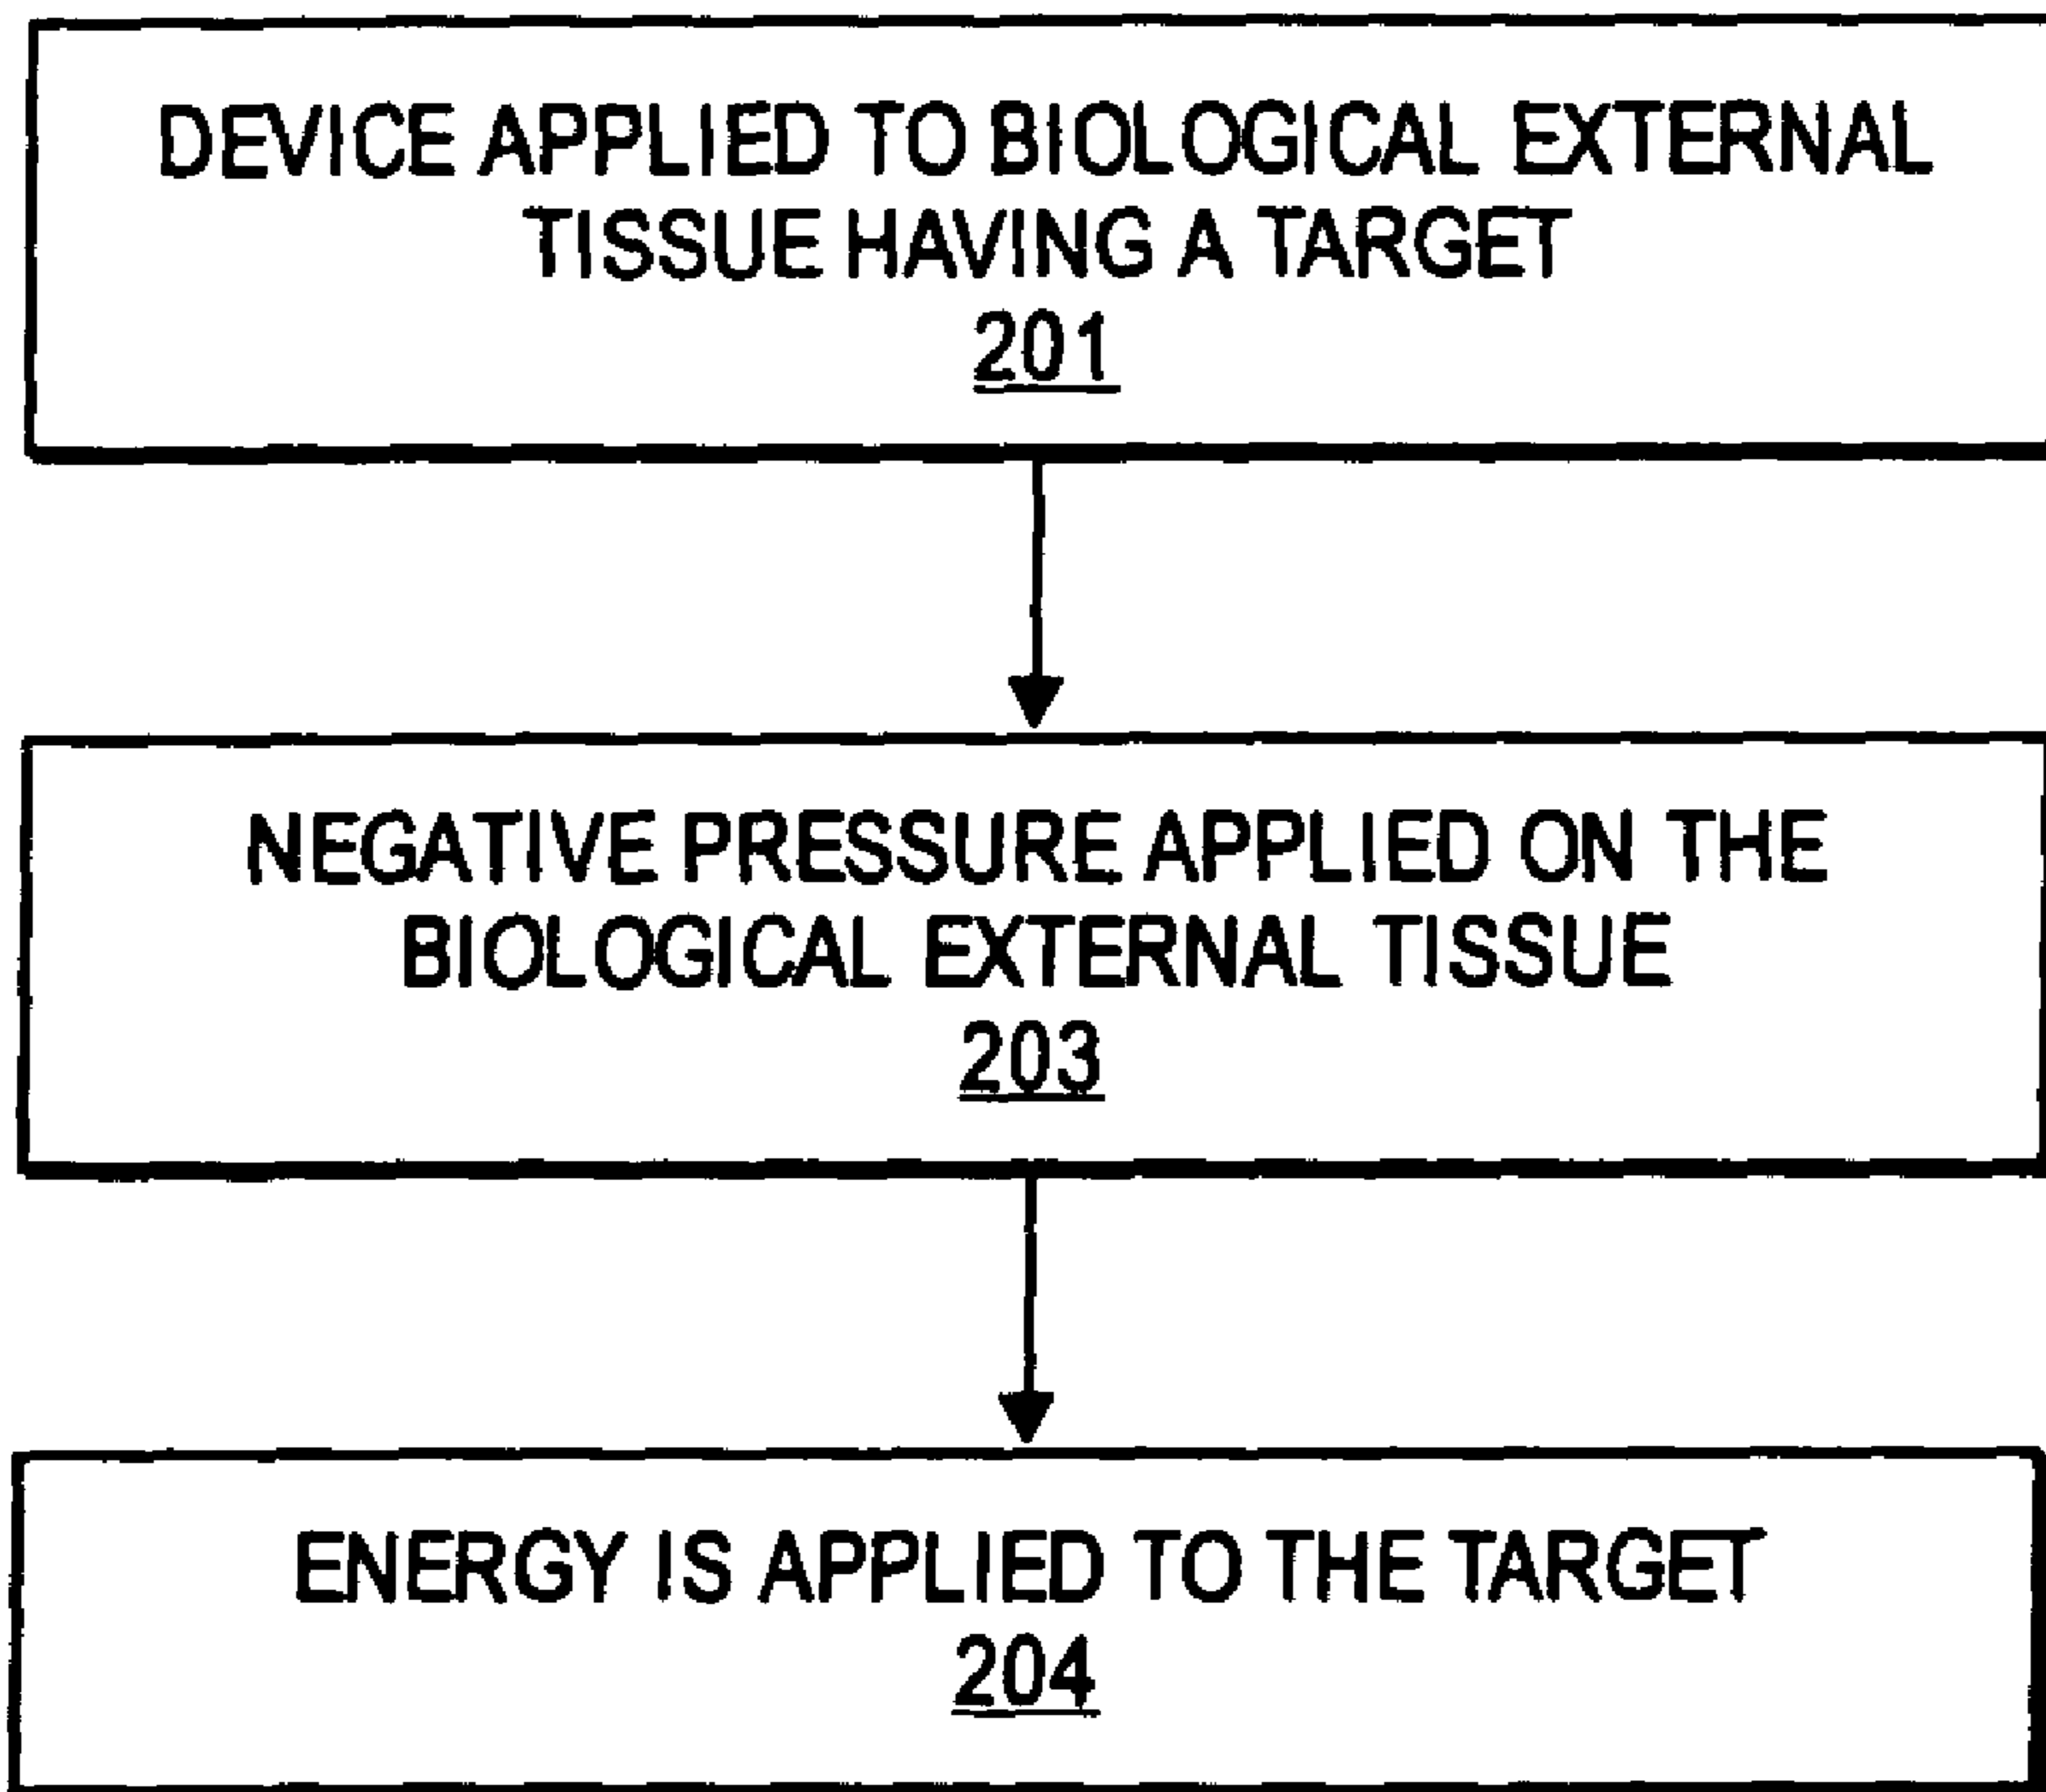 DEVICE APPLIED TO BIOLOGICAL EXTERNAL
TISSUE HAVING A TARGET
201
NEGATIVE PRESSURE APPLIED ON THE
BIOLOGICAL EXTERNAL TISSUE
203
ENERGY IS APPLIED TO THE TARGET
204